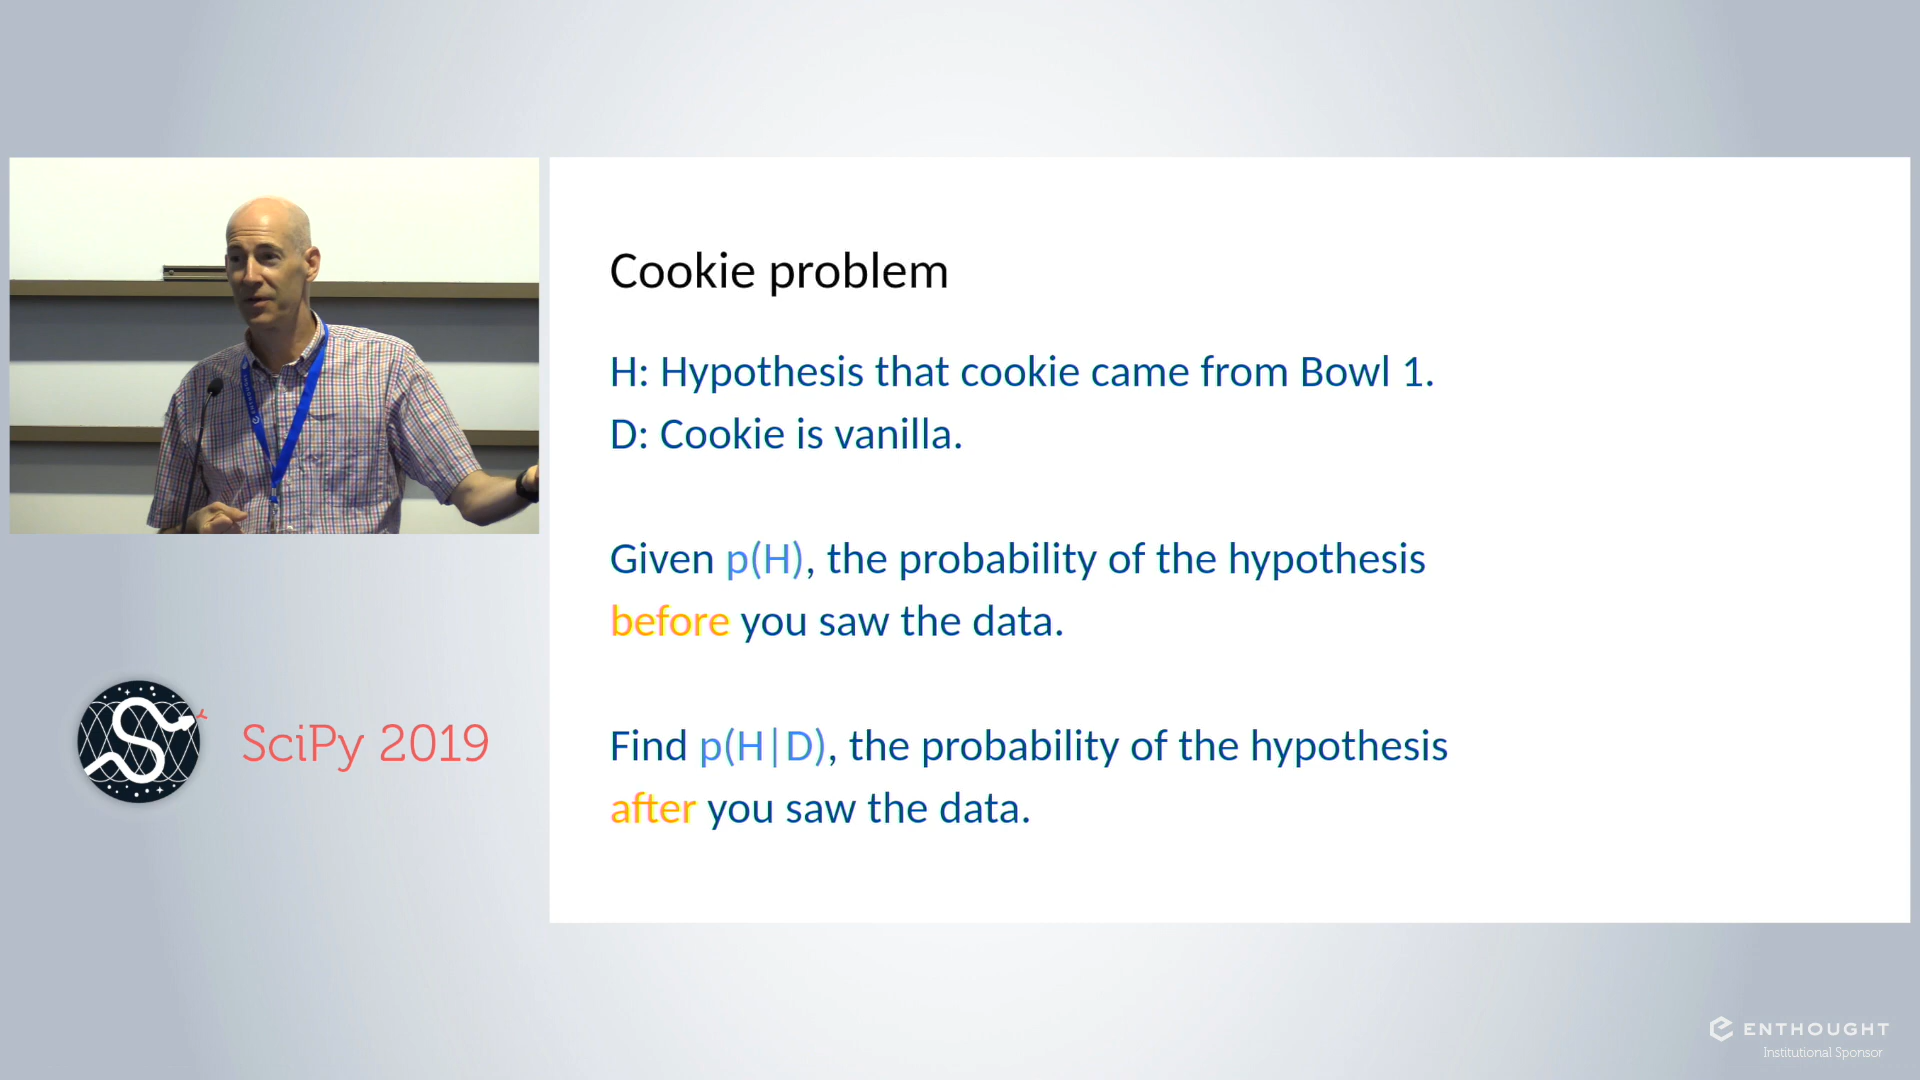 Cookie problem
H: Hypothesis that cookie came from Bowl 1.
D: Cookie is vanilla.
Given p(H), the probability of the hypothesis
before you saw the data.
Find p(H|D), the probability of the hypothesis
after you saw the data.
SciPy 2019
ENTHOUGHT
Institutional Sponsor